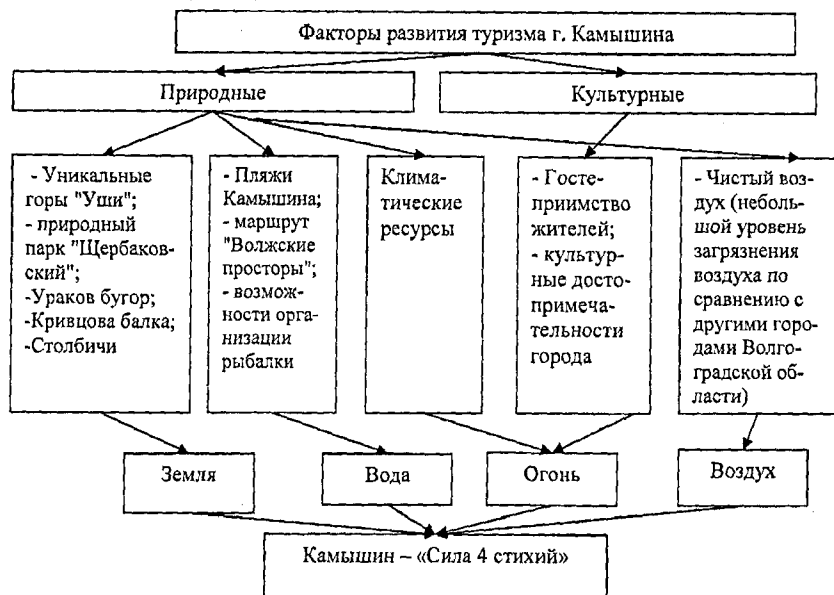 Факторы развития туризма г. Камышина
Природные
Культурные
- Уникальные
горы "Уши";
- природный
парк "Щербаков-
ский";
-Ураков бугор;
-Кривцова балка;
-Столбичи
- Пляжи
Камышина;
- маршрут
"Волжские
просторы";
- возмож-
ности орга-
низации
рыбалки
Клима-
тические
ресурсы
- Госте-
приимство
жителей;
- культур-
ные досто-
примеча-
тельности
города
- Чистый воз-
дух (неболь-
шой уровень
загрязнения
воздуха по
сравнению с
другими горо-
дами Волго-
градской об-
ласти)
Земля
Вода
Огонь
Воздух
Камышин – «Сила 4 стихий»